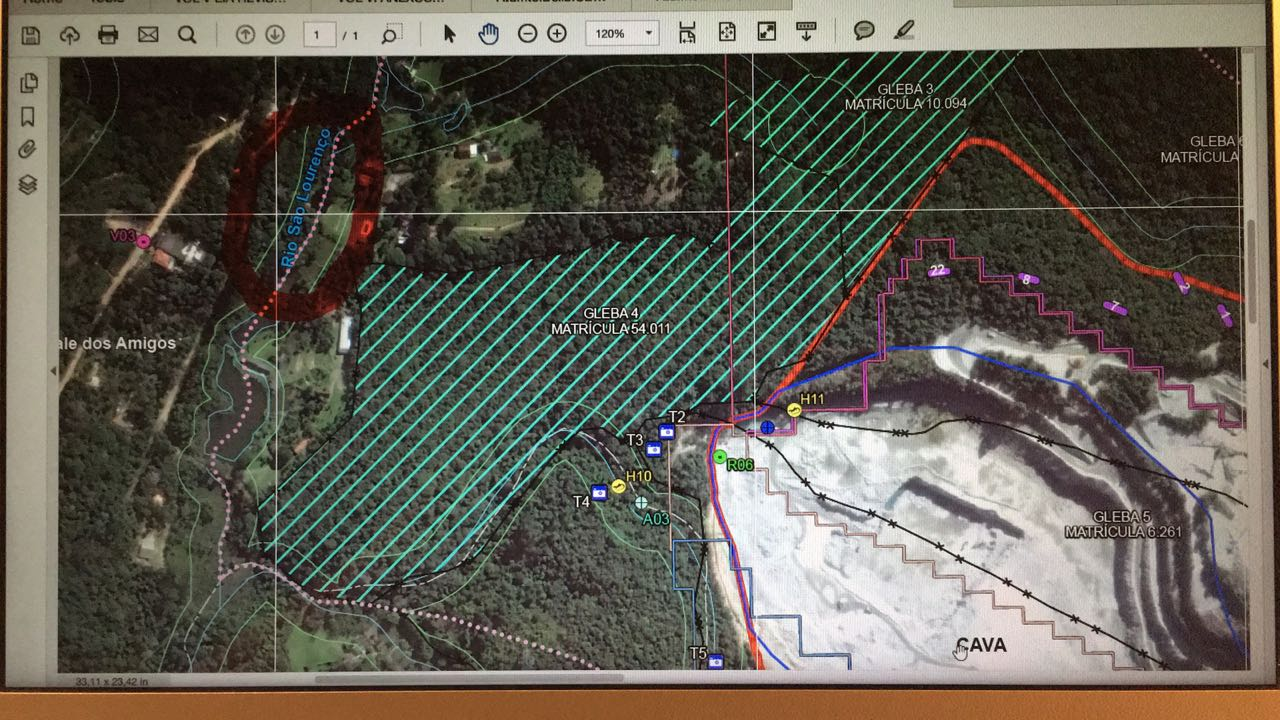 1
/ 1
120%
GLEBA 3
MATRÍCULA 10.094
GLEBA 6
MATRÍCULA
Rio São Lourenço
V03
22
8
7
GLEBA 4
MATRÍCULA 54.011
ale dos Amigos
H11
T2
T3
R06
H10
T4
A03
GLEBA 5
MATRÍCULA 6.261
CAVA
T5
33,11 x 23,42 in